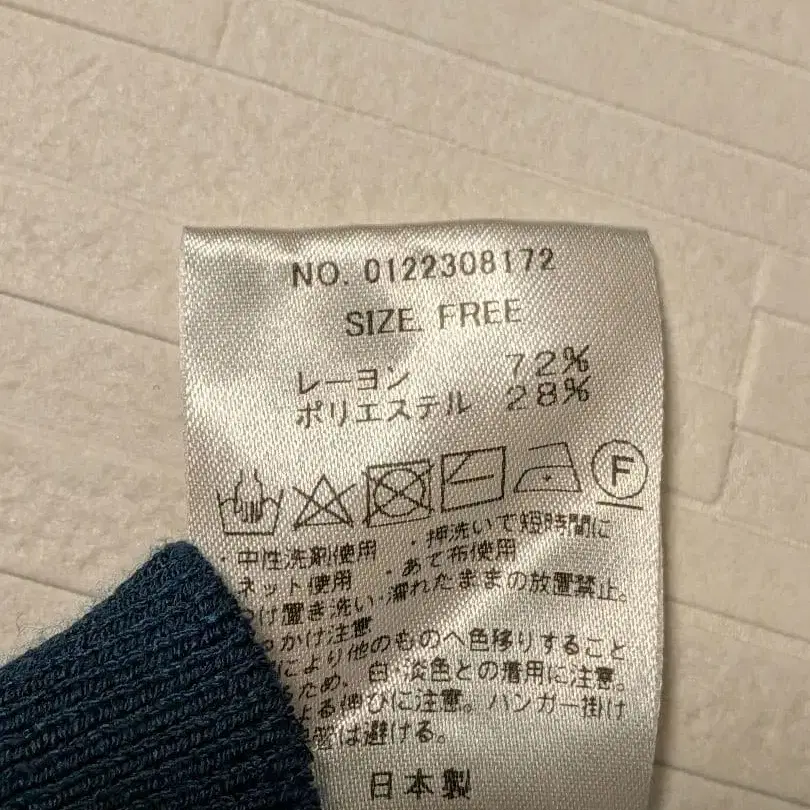 NO. 0122308172
SIZE FREE
レーヨン 72%
ポリエステル 28%
F
・中性洗剤使用 ・押洗いで短時間に
ネット使用 ・あて布使用
け置き洗い・濡れたままの放置禁止。
かけ注意
により他のものへ色移りすること
るため、白・淡色との着用に注意。
よる伸びに注意。ハンガー掛け
は避ける。
日本製